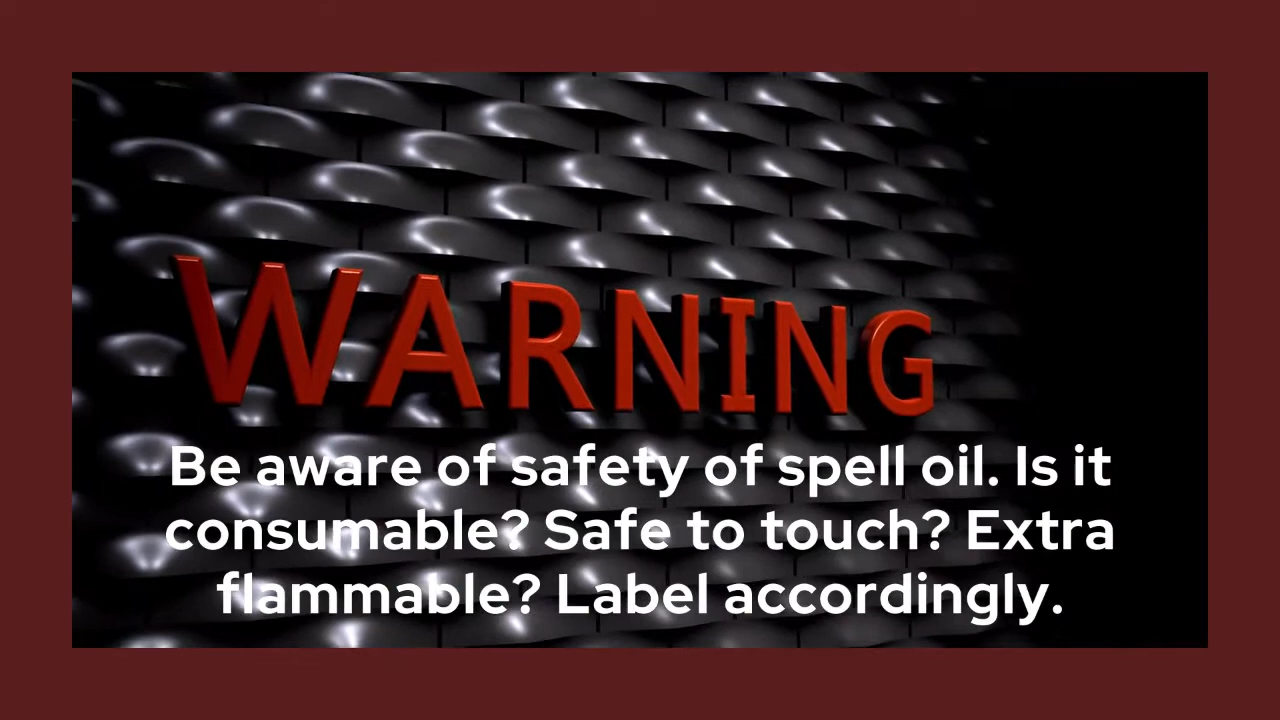 WARNING
Be aware of safety of spell oil. Is it
consumable? Safe to touch? Extra
flammable? Label accordingly.